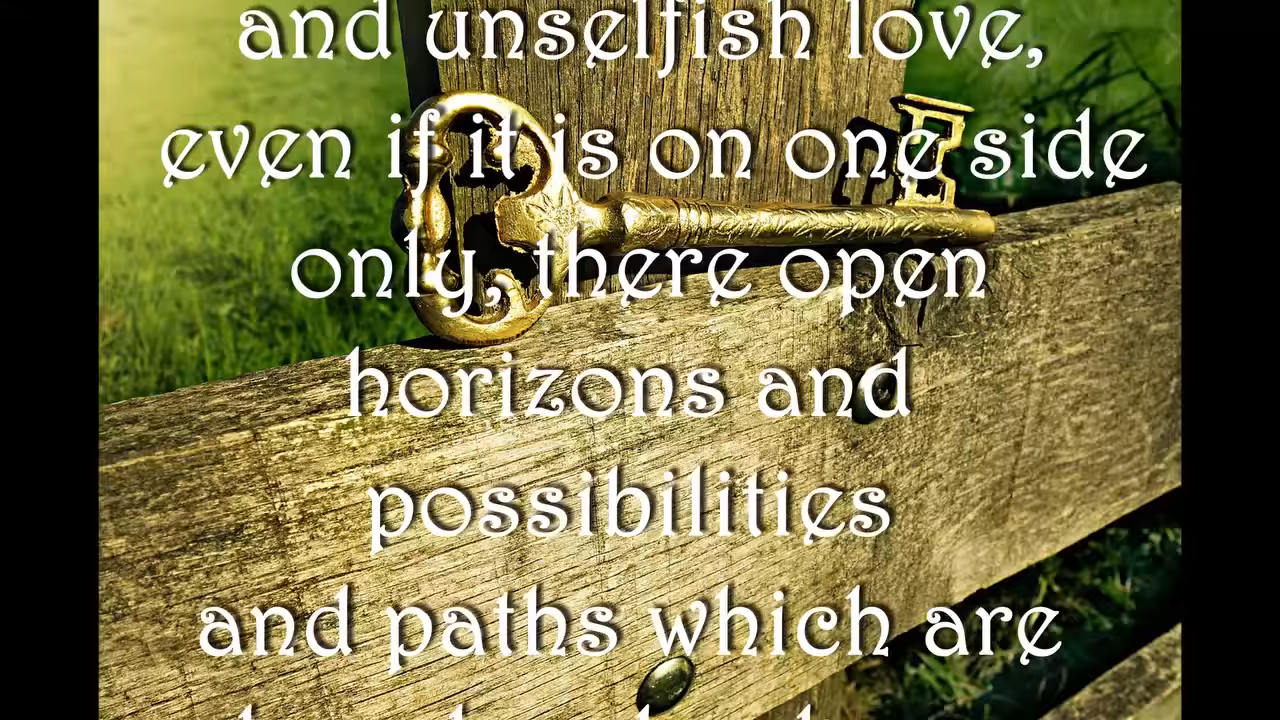 and unselfish love,
even if it is on one side
only, there open
horizons and
possibilities
and paths which are